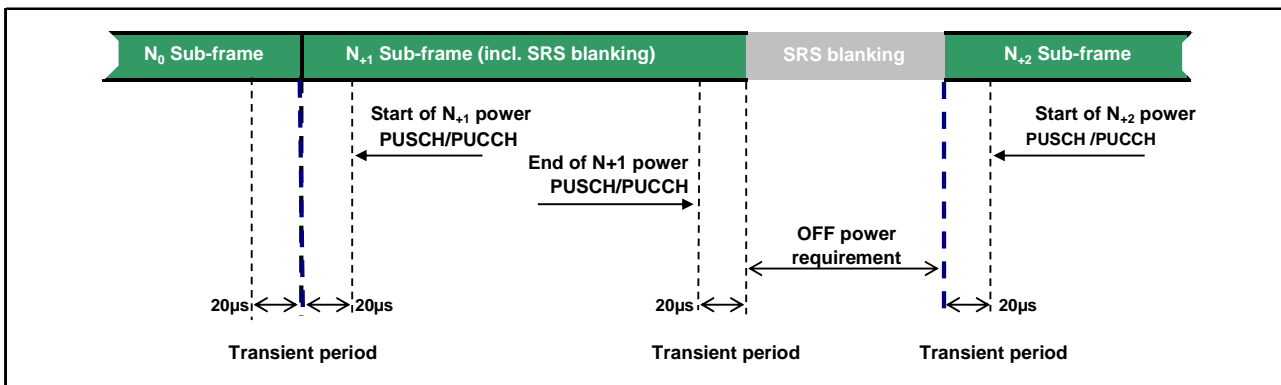 N₀ Sub-frame
N₊₁ Sub-frame (incl. SRS blanking)
SRS blanking
N₊₂ Sub-frame
Start of N₊₁ power
PUSCH/PUCCH
End of N+1 power
PUSCH/PUCCH
Start of N₊₂ power
PUSCH /PUCCH
OFF power
requirement
20µs
20µs
20µs
20µs
Transient period
Transient period
Transient period